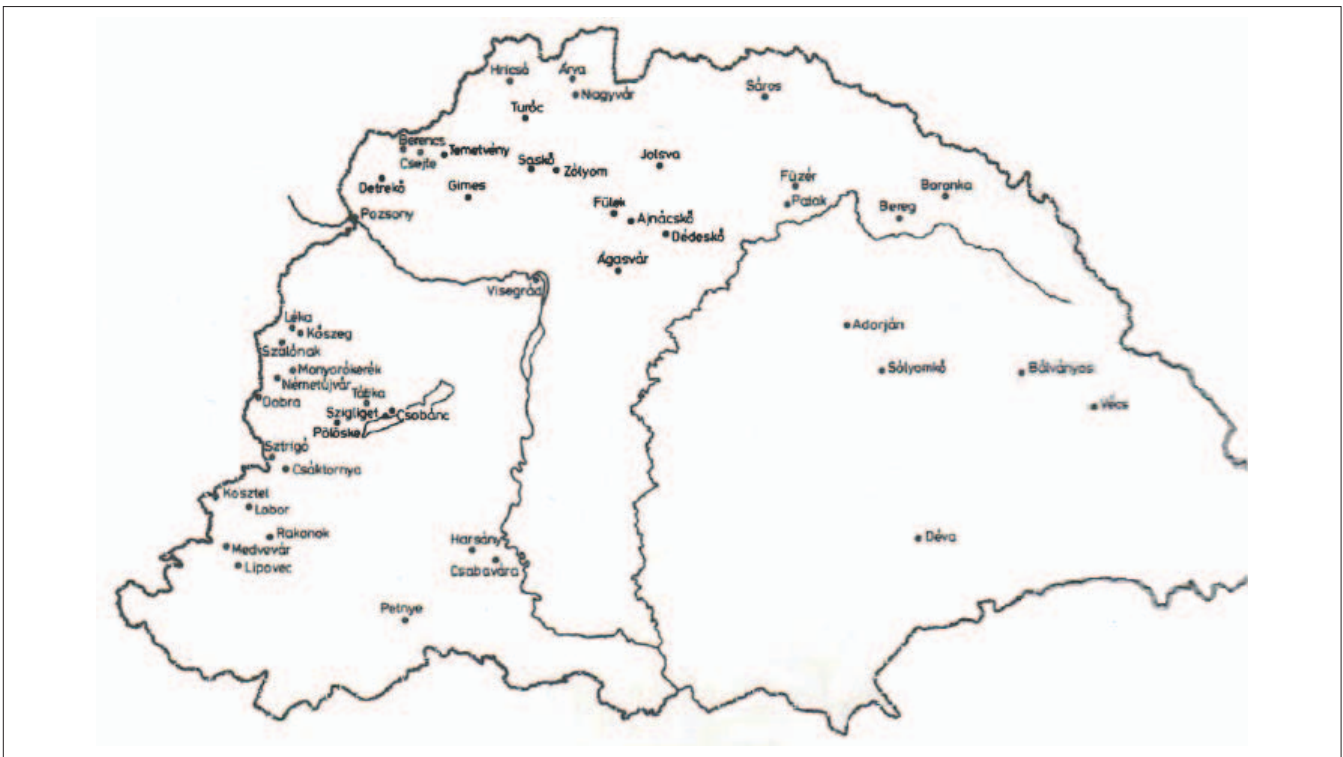 Hricsó
Árva
Nagyvár
Sáros
Turóc
Berencs
Csejte
Temetvény
Saskő
Zólyom
Jolsva
Detrekő
Gimes
Füzér
Patak
Baranka
Bereg
Pozsony
Fülek
Ajnácskő
Dédeskő
Ágasvár
Visegrád
Léka
Kőszeg
Szalónak
Monyorókerék
Németújvár
Dobra
Tátika
Szigliget
Csobánc
Pölöske
Adorján
Sólyomkő
Bálványos
Vécs
Sztrigó
Csáktornya
Kosztel
Lobor
Rakonok
Medvevár
Lipovec
Harsány
Csabavára
Déva
Petnye